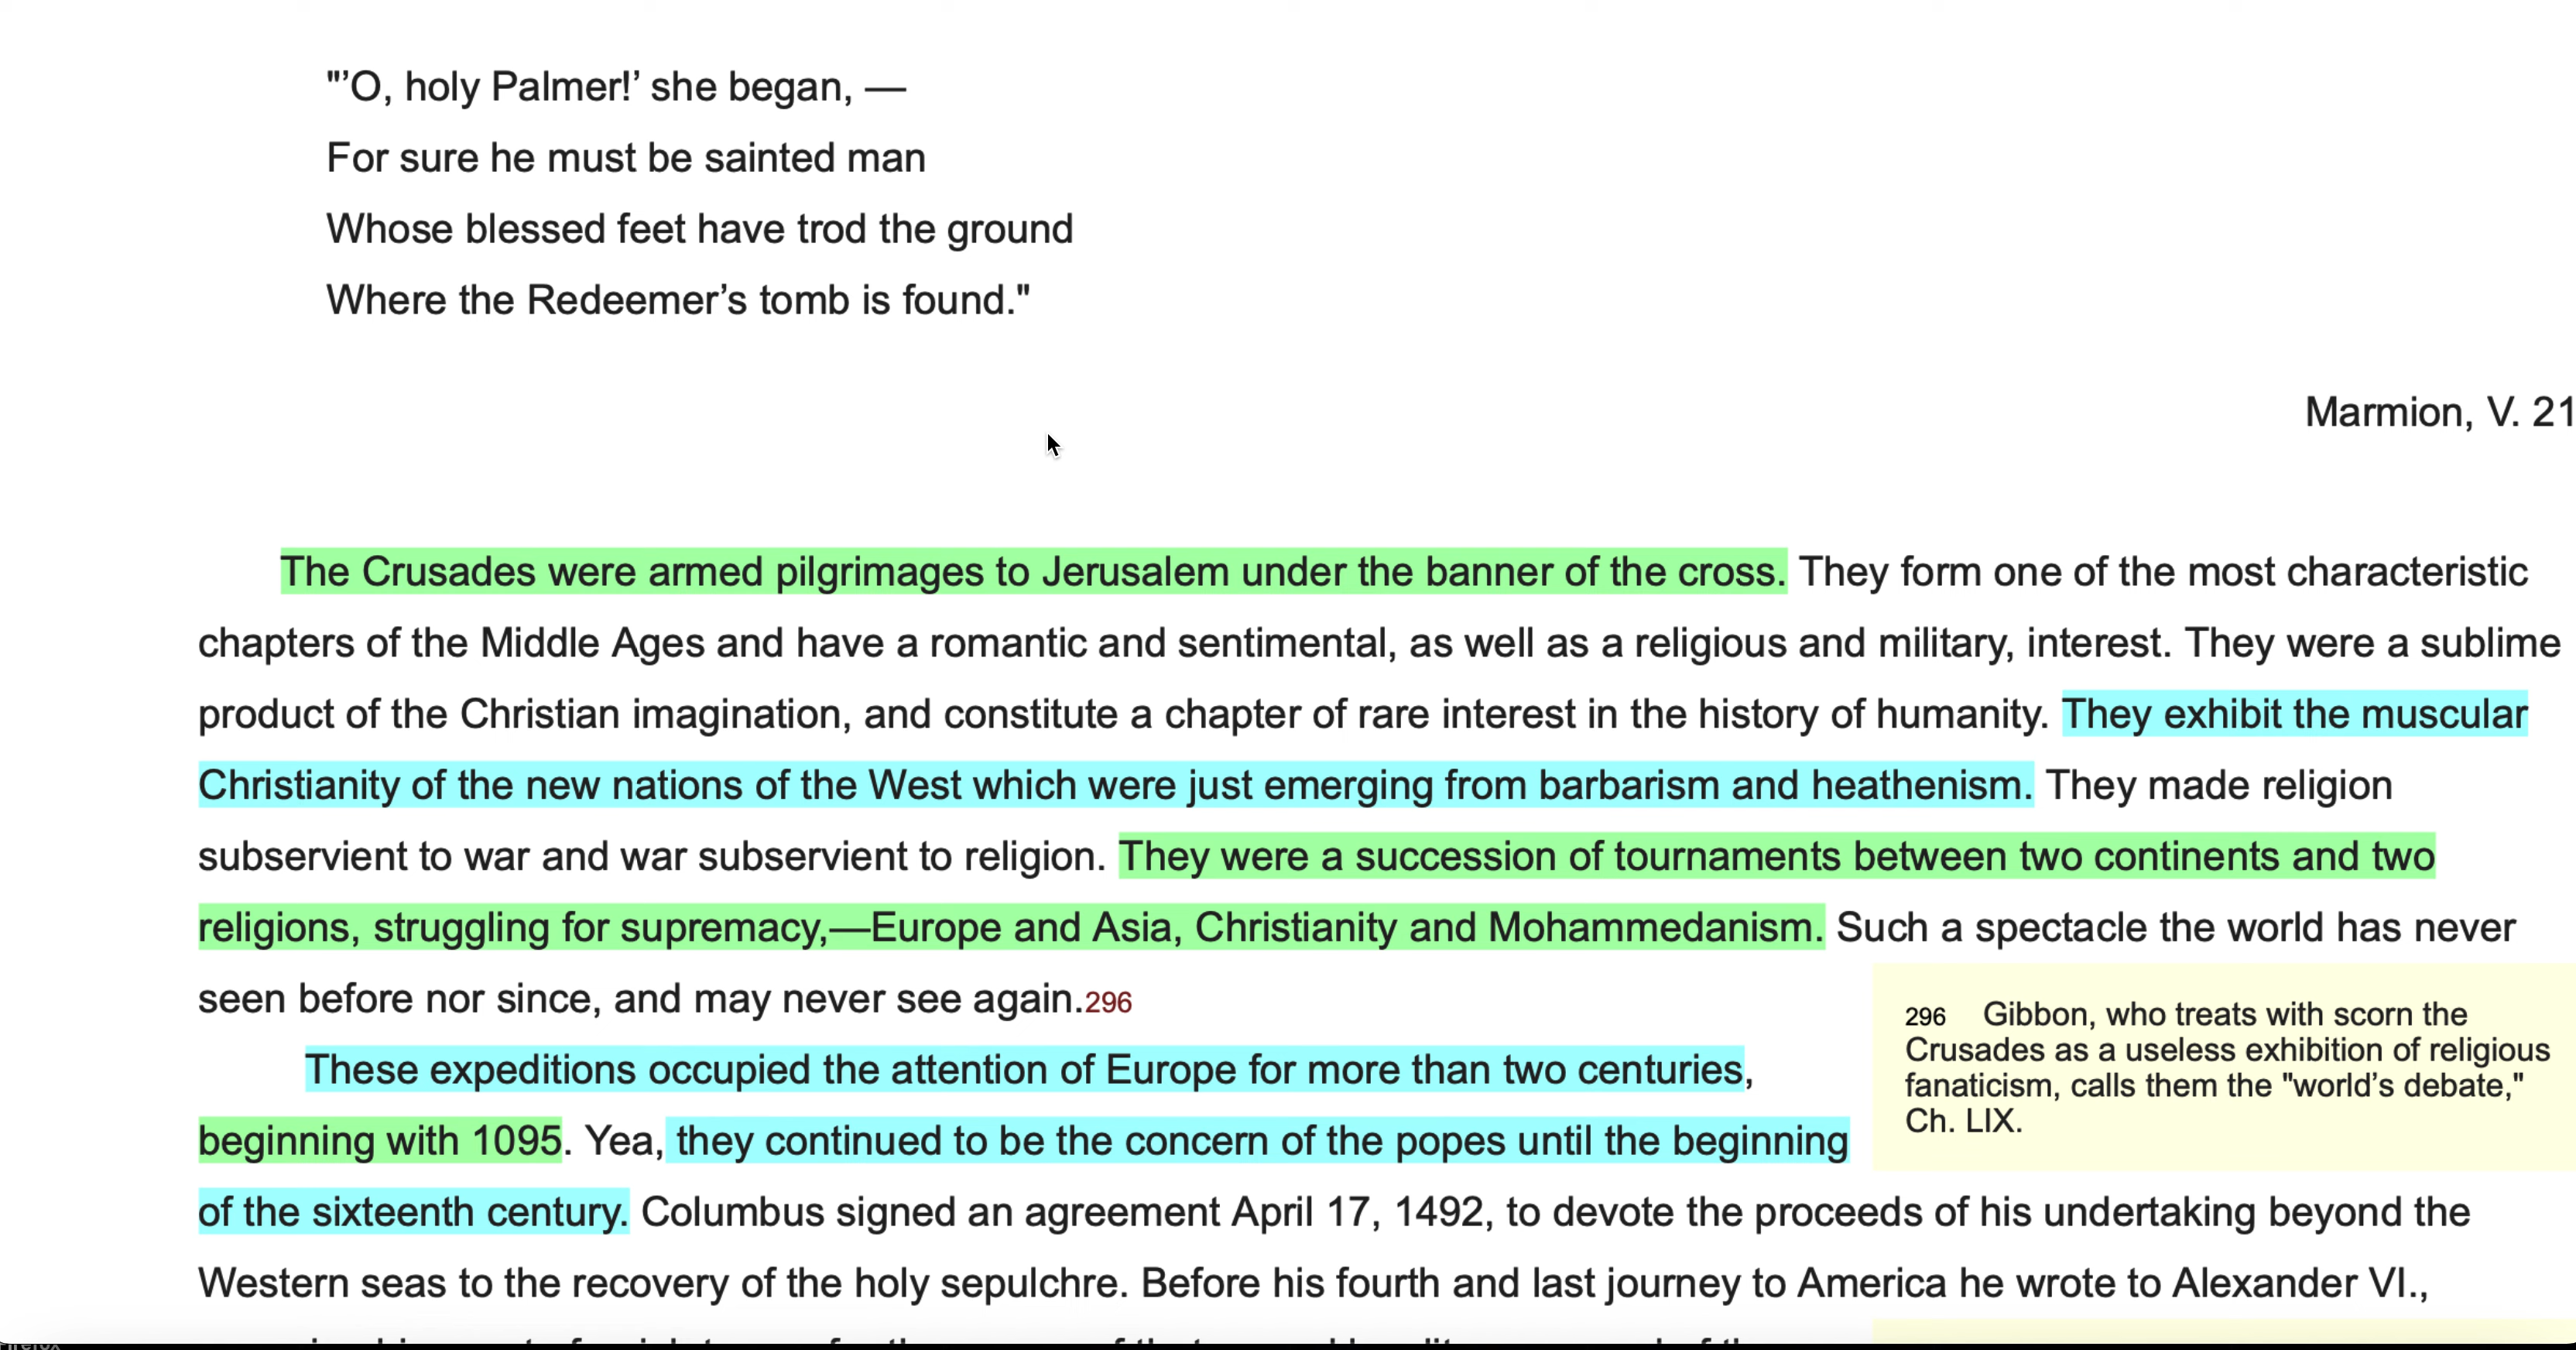 "’O, holy Palmer!’ she began, —
For sure he must be sainted man
Whose blessed feet have trod the ground
Where the Redeemer’s tomb is found."
Marmion, V. 21
The Crusades were armed pilgrimages to Jerusalem under the banner of the cross. They form one of the most characteristic
chapters of the Middle Ages and have a romantic and sentimental, as well as a religious and military, interest. They were a sublime
product of the Christian imagination, and constitute a chapter of rare interest in the history of humanity. They exhibit the muscular
Christianity of the new nations of the West which were just emerging from barbarism and heathenism. They made religion
subservient to war and war subservient to religion. They were a succession of tournaments between two continents and two
religions, struggling for supremacy,—Europe and Asia, Christianity and Mohammedanism. Such a spectacle the world has never
seen before nor since, and may never see again.296
These expeditions occupied the attention of Europe for more than two centuries,
beginning with 1095. Yea, they continued to be the concern of the popes until the beginning
of the sixteenth century. Columbus signed an agreement April 17, 1492, to devote the proceeds of his undertaking beyond the
Western seas to the recovery of the holy sepulchre. Before his fourth and last journey to America he wrote to Alexander VI.,
296 Gibbon, who treats with scorn the
Crusades as a useless exhibition of religious
fanaticism, calls them the "world’s debate,"
Ch. LIX.